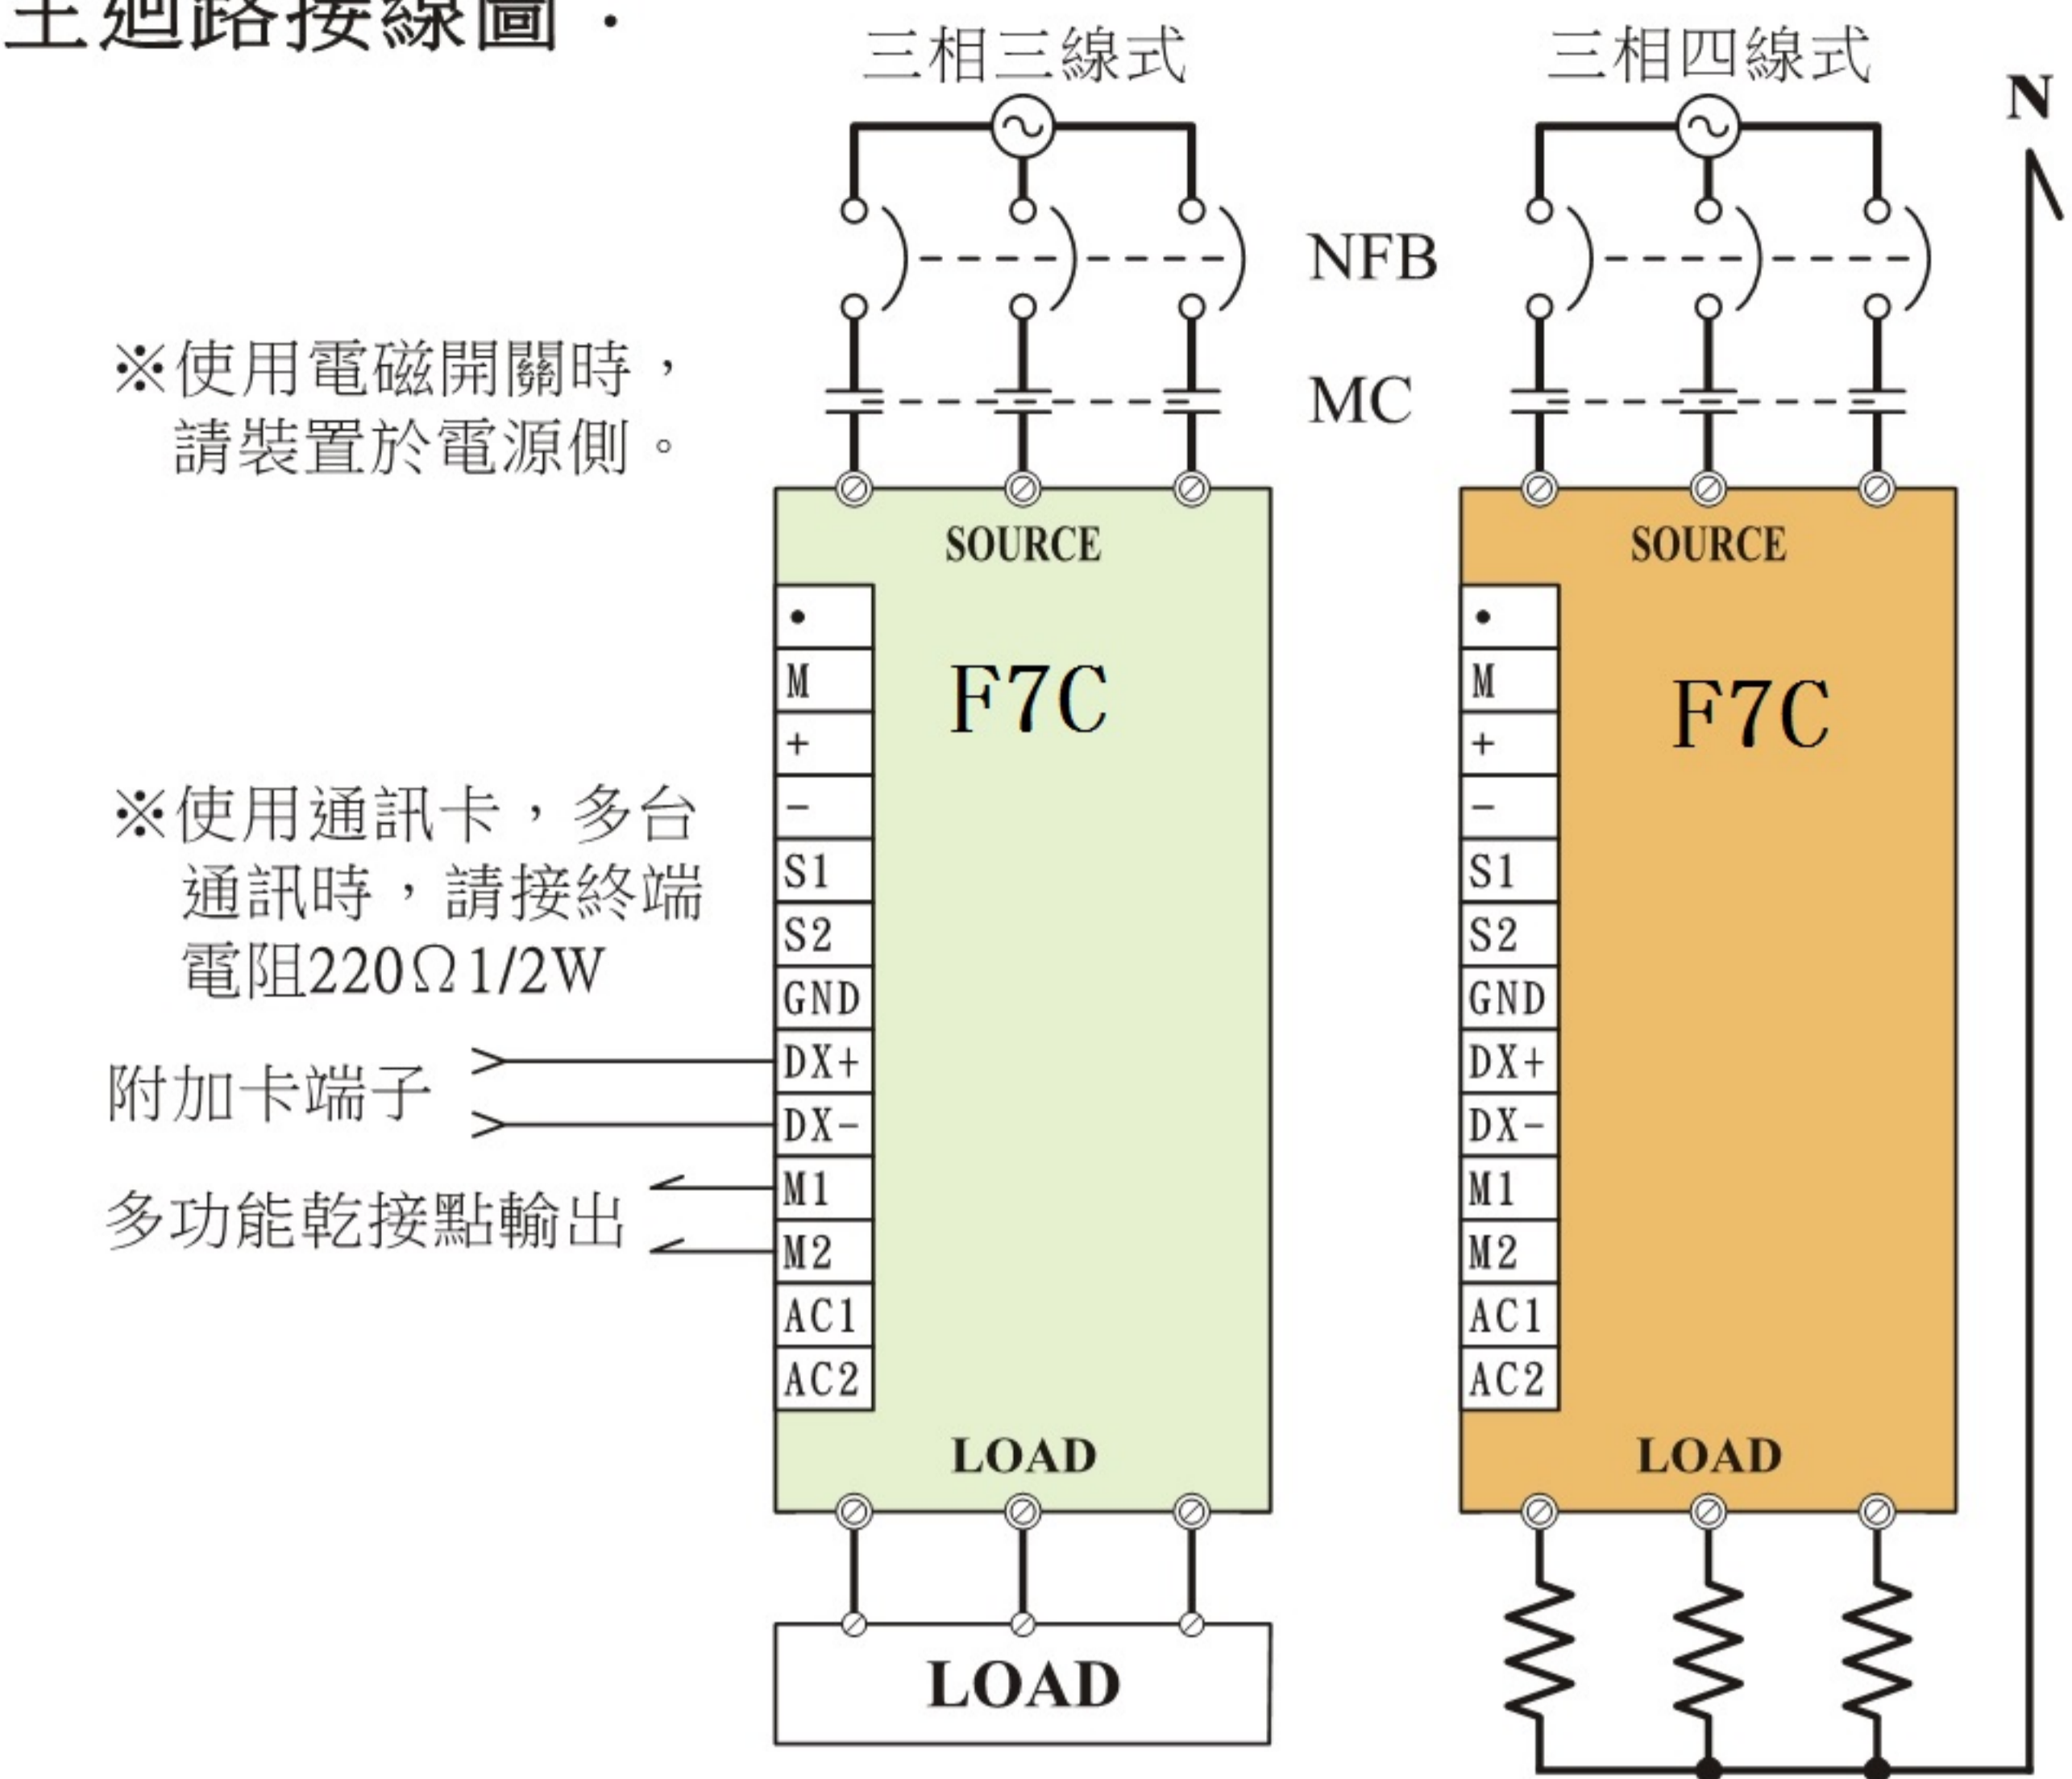 主迴路接線圖：
三相三線式
三相四線式
N
NFB
MC
※使用電磁開關時，
請裝置於電源側。
※使用通訊卡，多台
通訊時，請接終端
電阻220Ω1/2W
附加卡端子
多功能乾接點輸出
SOURCE
F7C
•
M
+
-
S1
S2
GND
DX+
DX-
M1
M2
AC1
AC2
LOAD
LOAD
SOURCE
F7C
•
M
+
-
S1
S2
GND
DX+
DX-
M1
M2
AC1
AC2
LOAD